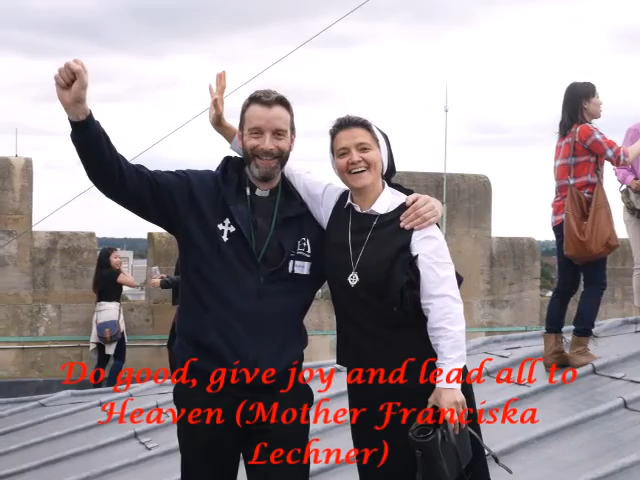 Do good, give joy and lead all to
Heaven (Mother Franciska
Lechner)